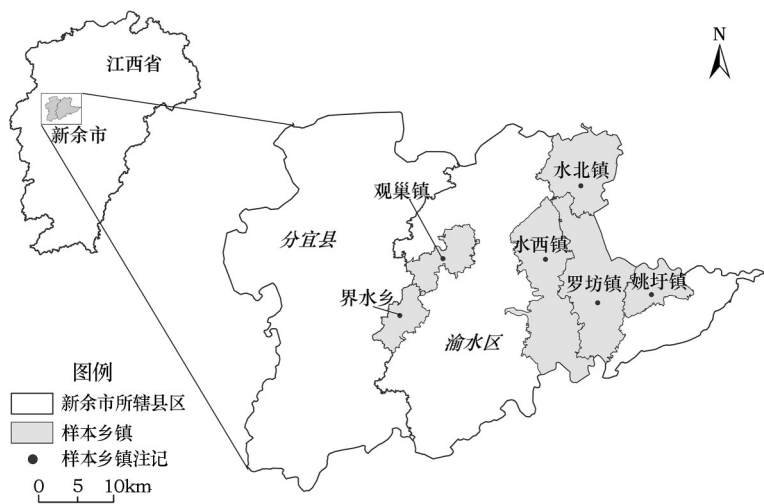 江西省
新余市
N
水北镇
观巢镇
分宜县
水西镇
罗坊镇
姚圩镇
界水乡
渝水区
图例
新余市所辖县区
样本乡镇
样本乡镇注记
0 5 10km